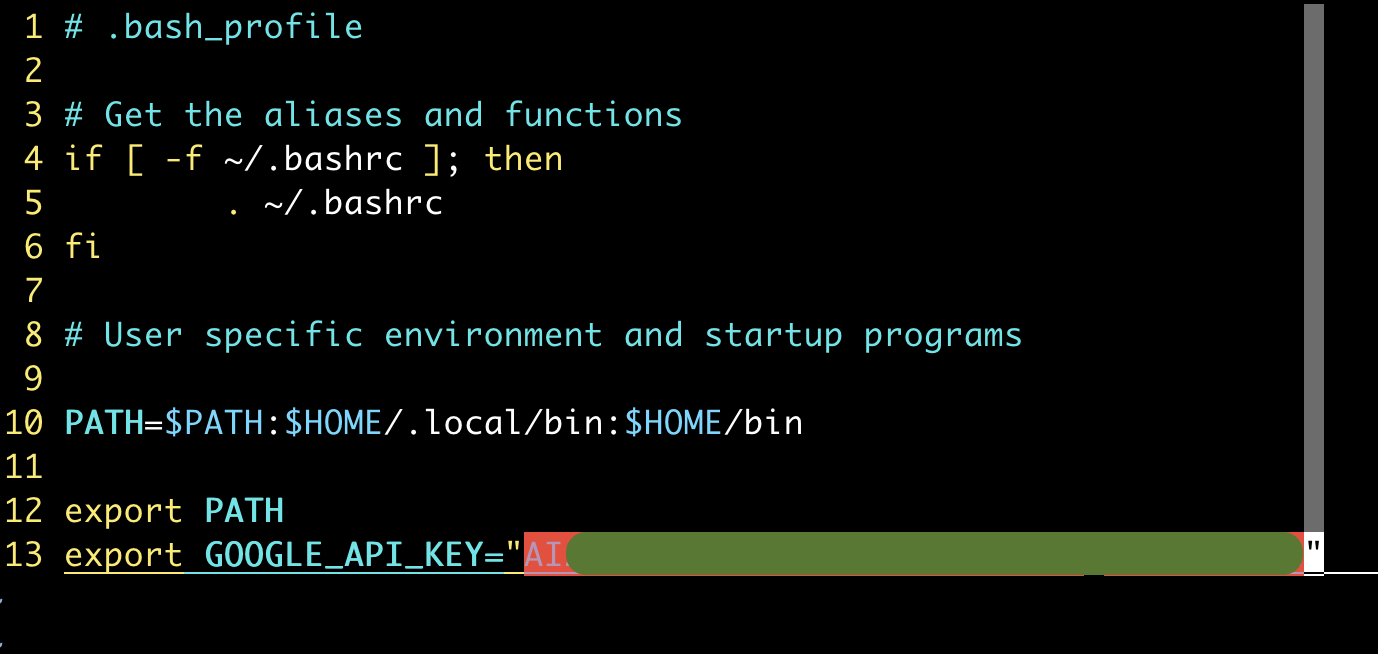 1 # .bash_profile
2
3 # Get the aliases and functions
4 if [ -f ~/.bashrc ]; then
5 . ~/.bashrc
6 fi
7
8 # User specific environment and startup programs
9
10 PATH=$PATH:$HOME/.local/bin:$HOME/bin
11
12 export PATH
13 export GOOGLE_API_KEY="AI"